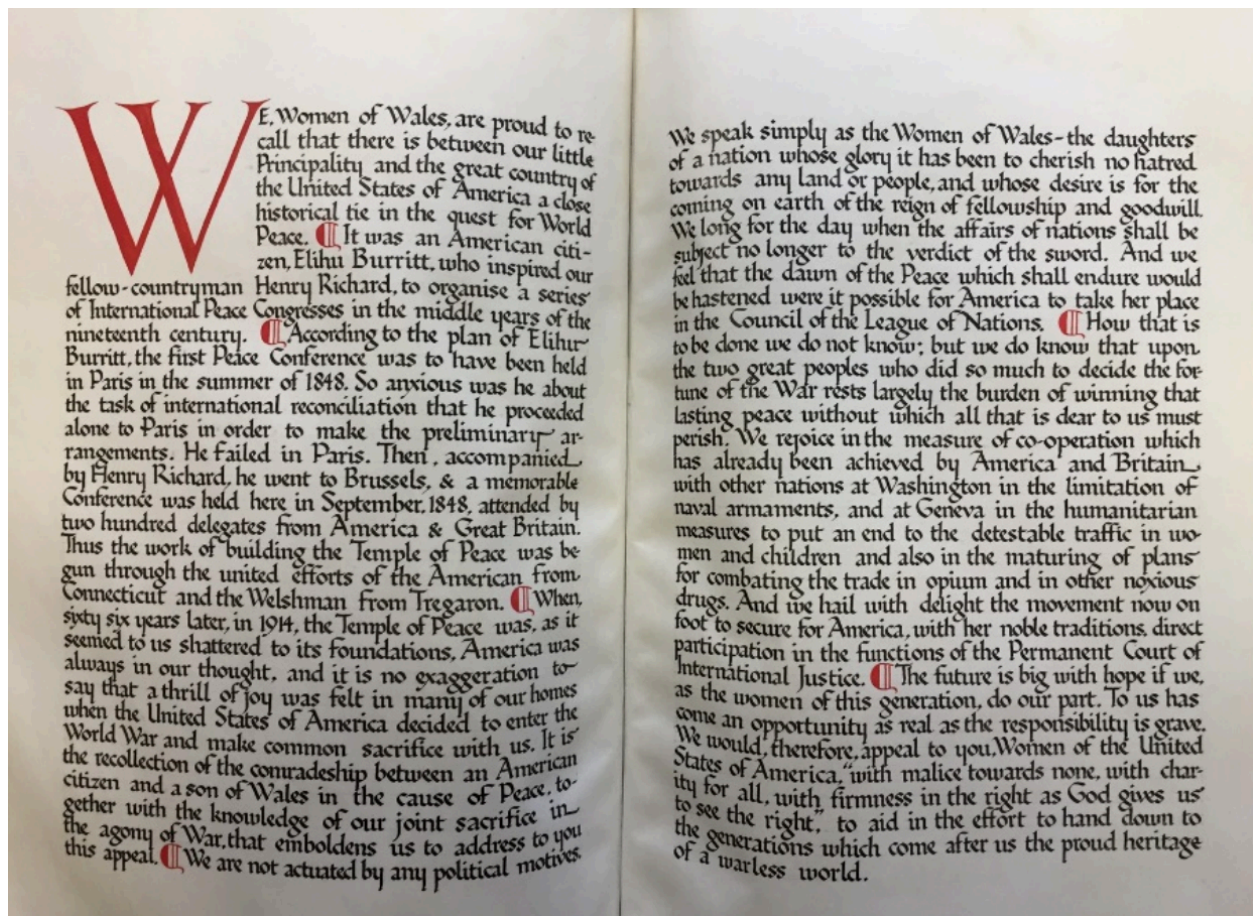 WE, Women of Wales, are proud to re-
call that there is between our little
Principality and the great country of
the United States of America a close
historical tie in the quest for World
Peace. ¶ It was an American citi-
zen, Elihu Burritt, who inspired our
fellow-countryman Henry Richard, to organise a series
of International Peace Congresses in the middle years of the
nineteenth century. ¶ According to the plan of Elihu
Burritt, the first Peace Conference was to have been held
in Paris in the summer of 1848. So anxious was he about
the task of international reconciliation that he proceeded
alone to Paris in order to make the preliminary ar-
rangements. He failed in Paris. Then, accompanied
by Henry Richard, he went to Brussels, & a memorable
Conference was held here in September, 1848, attended by
two hundred delegates from America & Great Britain.
Thus the work of building the Temple of Peace was be-
gun through the united efforts of the American from
Connecticut and the Welshman from Tregaron. ¶ When,
sixty six years later, in 1914, the Temple of Peace was, as it
seemed to us shattered to its foundations, America was
always in our thought, and it is no exaggeration to
say that a thrill of joy was felt in many of our homes
when the United States of America decided to enter the
World War and make common sacrifice with us. It is
the recollection of the comradeship between an American
citizen and a son of Wales in the cause of Peace, to-
gether with the knowledge of our joint sacrifice in
the agony of War, that emboldens us to address to you
this appeal. ¶ We are not actuated by any political motives.
We speak simply as the Women of Wales-the daughters
of a nation whose glory it has been to cherish no hatred
towards any land or people, and whose desire is for the
coming on earth of the reign of fellowship and goodwill.
We long for the day when the affairs of nations shall be
subject no longer to the verdict of the sword. And we
feel that the dawn of the Peace which shall endure would
be hastened were it possible for America to take her place
in the Council of the League of Nations. ¶ How that is
to be done we do not know; but we do know that upon
the two great peoples who did so much to decide the for-
tune of the War rests largely the burden of winning that
lasting peace without which all that is dear to us must
perish. We rejoice in the measure of co-operation which
has already been achieved by America and Britain
with other nations at Washington in the limitation of
naval armaments, and at Geneva in the humanitarian
measures to put an end to the detestable traffic in wo-
men and children and also in the maturing of plans
for combating the trade in opium and in other noxious
drugs. And we hail with delight the movement now on
foot to secure for America, with her noble traditions, direct
participation in the functions of the Permanent Court of
International Justice. ¶ The future is big with hope if we,
as the women of this generation, do our part. To us has
come an opportunity as real as the responsibility is grave.
We would, therefore, appeal to you, Women of the United
States of America, "with malice towards none, with char-
ity for all, with firmness in the right as God gives us
to see the right", to aid in the effort to hand down to
the generations which come after us the proud heritage
of a warless world.